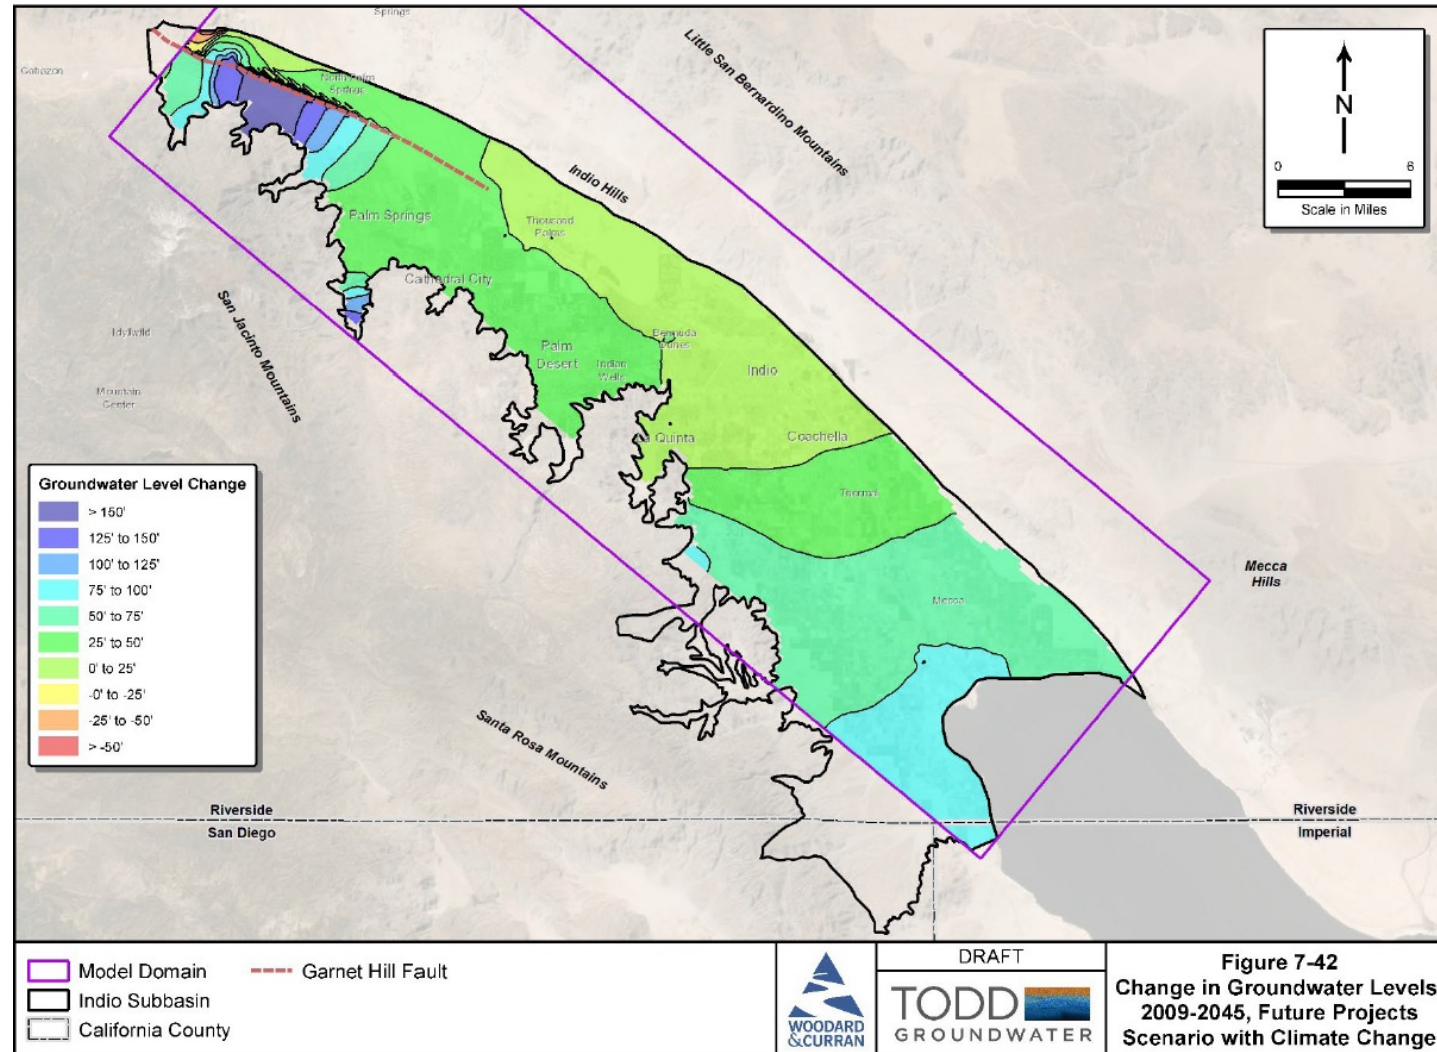 Springs
Cabazon
North Palm
Springs
Little San Bernardino Mountains
N
0 6
Scale in Miles
Indio Hills
Palm Springs
Thousand
Palms
Cathedral City
San Jacinto Mountains
Idyllwild
Bermuda
Dunes
Palm
Desert
Indian
Wells
Indio
Mountain
Center
La Quinta
Coachella
Groundwater Level Change
> 150'
125' to 150'
100' to 125'
75' to 100'
50' to 75'
25' to 50'
0' to 25'
-0' to -25'
-25' to -50'
> -50'
Thermal
Mecca
Hills
Mecca
Santa Rosa Mountains
Riverside
San Diego
Riverside
Imperial
Model Domain
Garnet Hill Fault
Indio Subbasin
California County
WOODARD
&CURRAN
DRAFT
TODD
GROUNDWATER
Figure 7-42
Change in Groundwater Levels
2009-2045, Future Projects
Scenario with Climate Change